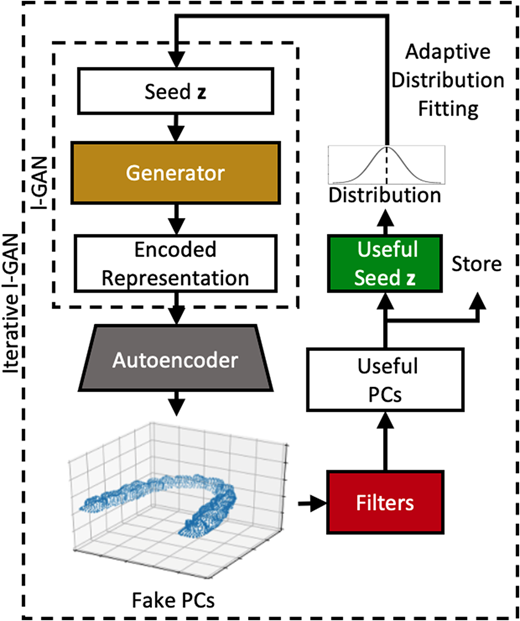 Iterative l-GAN
l-GAN
Seed z
Generator
Encoded
Representation
Autoencoder
Fake PCs
Filters
Useful
PCs
Store
Useful
Seed z
Distribution
Adaptive
Distribution
Fitting